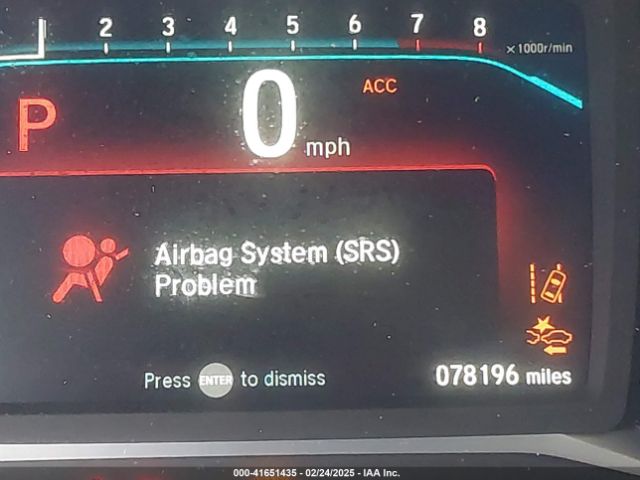 2 3 4 5 6 7 8 ×1000r/min
ACC
P
0 mph
Airbag System (SRS)
Problem
Press ENTER to dismiss
078196 miles
000-41651435 - 02/24/2025 - IAA Inc.